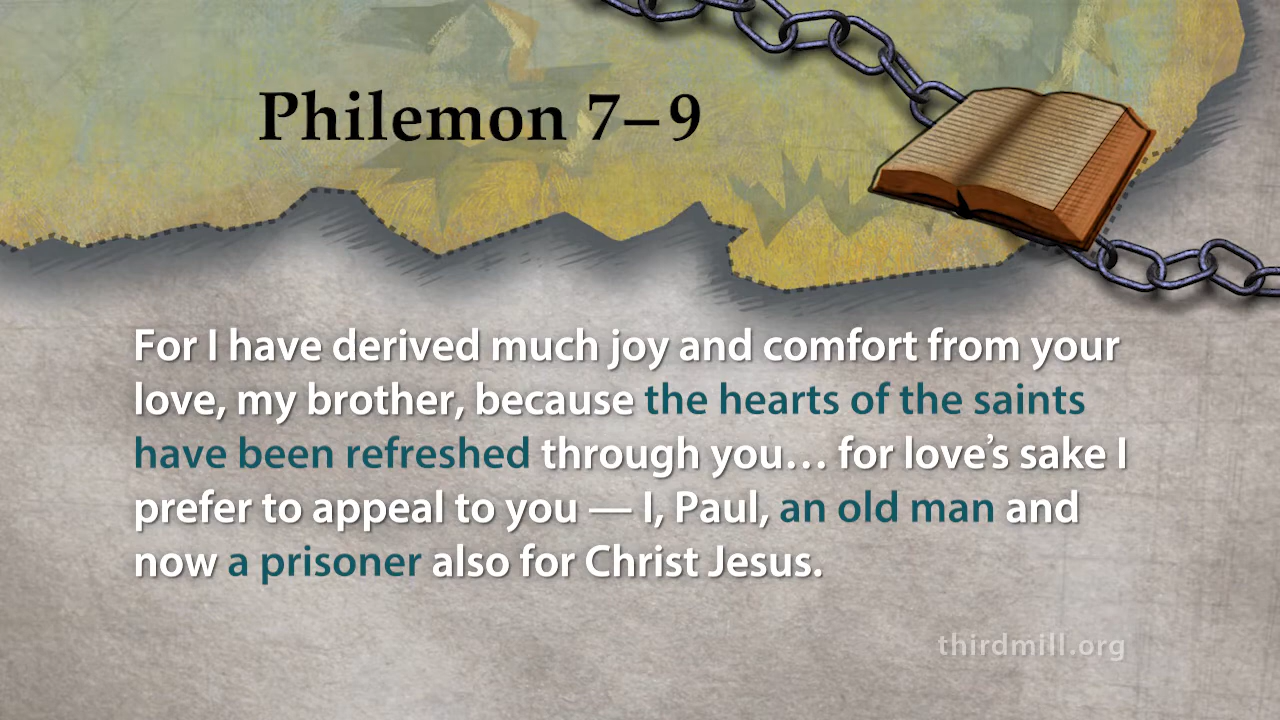 Philemon 7–9
For I have derived much joy and comfort from your
love, my brother, because the hearts of the saints
have been refreshed through you… for love’s sake I
prefer to appeal to you — I, Paul, an old man and
now a prisoner also for Christ Jesus.
thirdmill.org